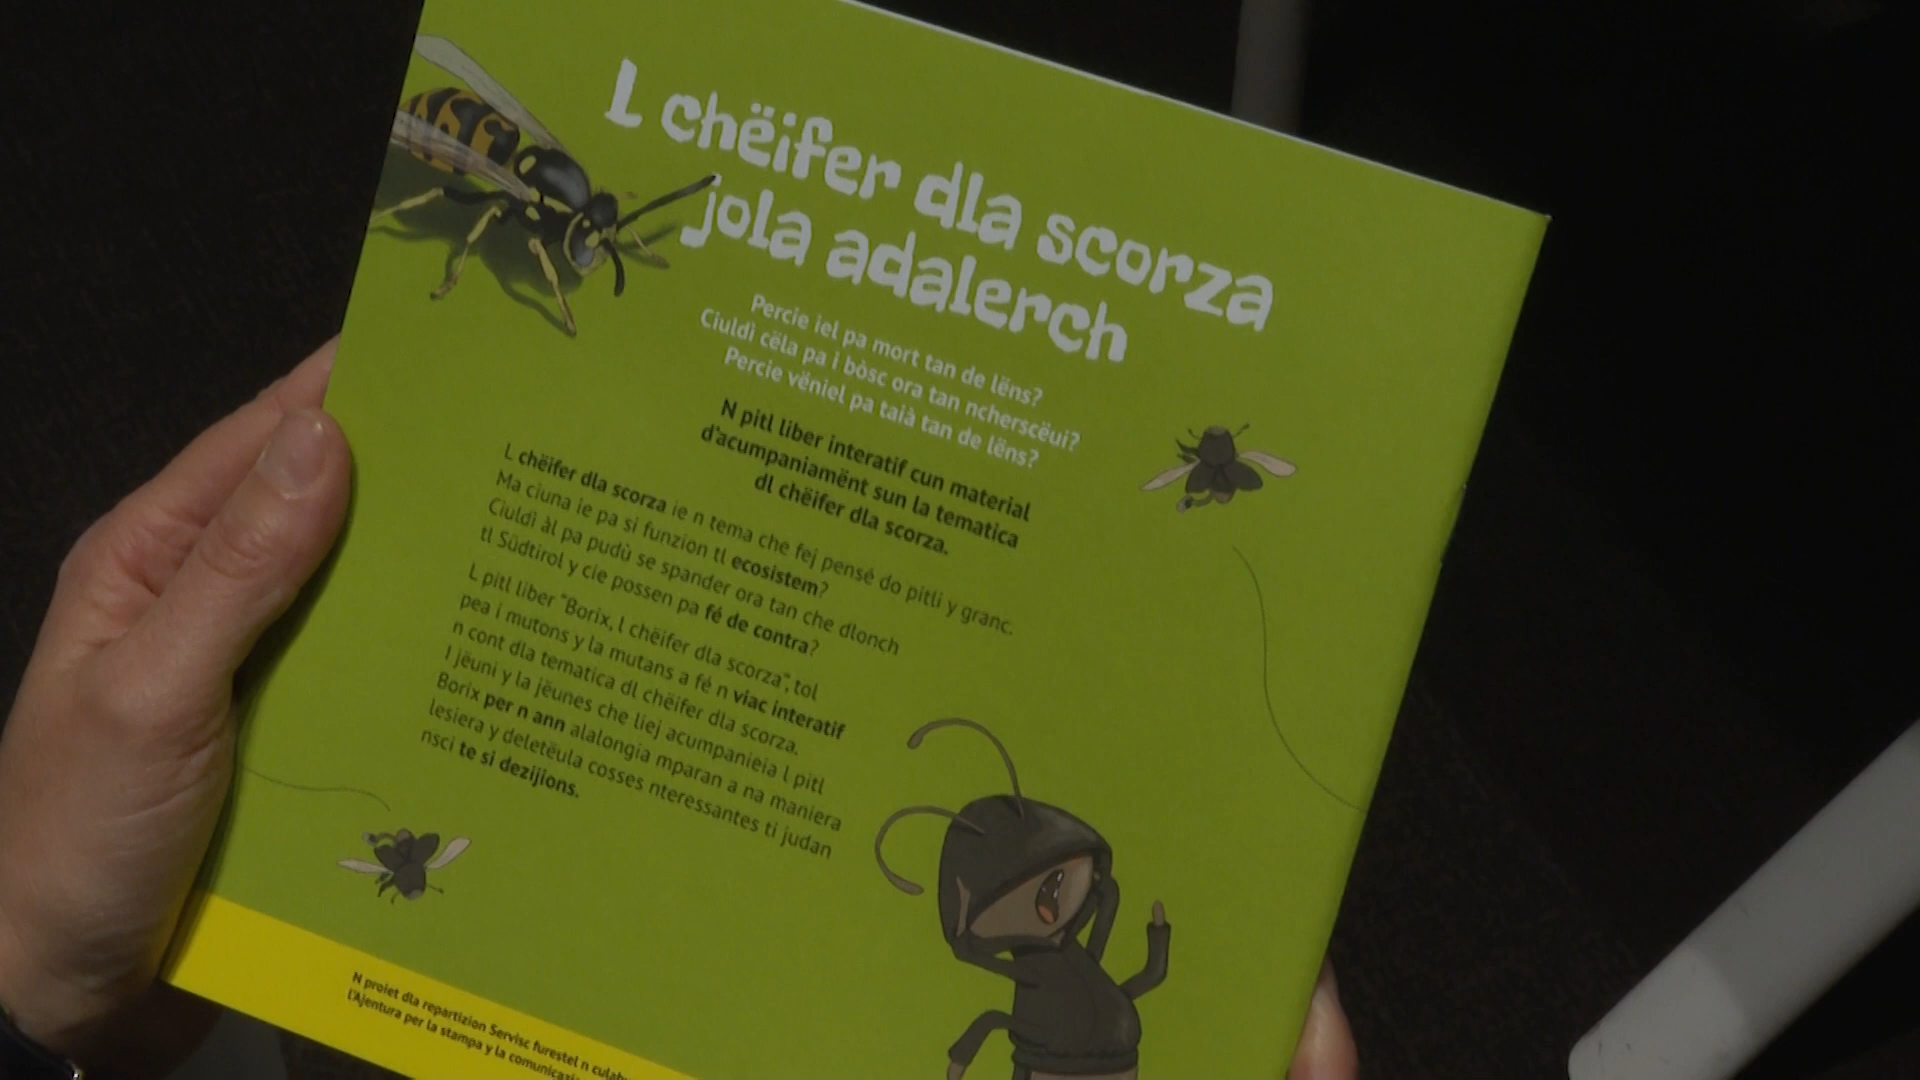 L chëifer dla scorza
jola adalerch
Percie iel pa mort tan de lëns?
Ciuldì cëla pa i bòsc ora tan ncherscëui?
Percie vëniel pa taià tan de lëns?
N pitl liber interatif cun material
d'acumpaniamënt sun la tematica
dl chëifer dla scorza.
L chëifer dla scorza ie n tema che fej pensé do pitli y granc.
Ma ciuna ie pa si funzion tl ecosistem?
Ciuldì àl pa pudù se spander ora tan che dlonch
tl Südtirol y cie possen pa fé de contra?
L pitl liber "Borix, l chëifer dla scorza", tol
pea i mutons y la mutans a fé n viac interatif
n cont dla tematica dl chëifer dla scorza.
I jëuni y la jëunes che liej acumpanieia l pitl
Borix per n ann alalongia mparan a na maniera
lesiera y deletëula cosses nteressantes ti judan
nsci te si dezijions.
N proiet dla repartizion Servisc furestel n
l'Ajentura per la stampa y la